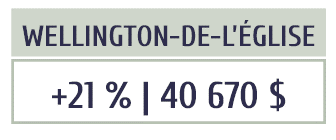 WELLINGTON-DE-L'ÉGLISE
+21 % | 40 670 $